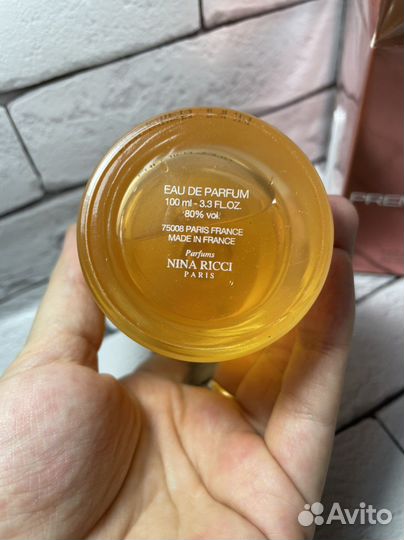 PREM
EAU DE PARFUM
100 ml - 3.3 FL.OZ.
80% vol.
75008 PARIS FRANCE
MADE IN FRANCE
Parfums
NINA RICCI
PARIS
Avito